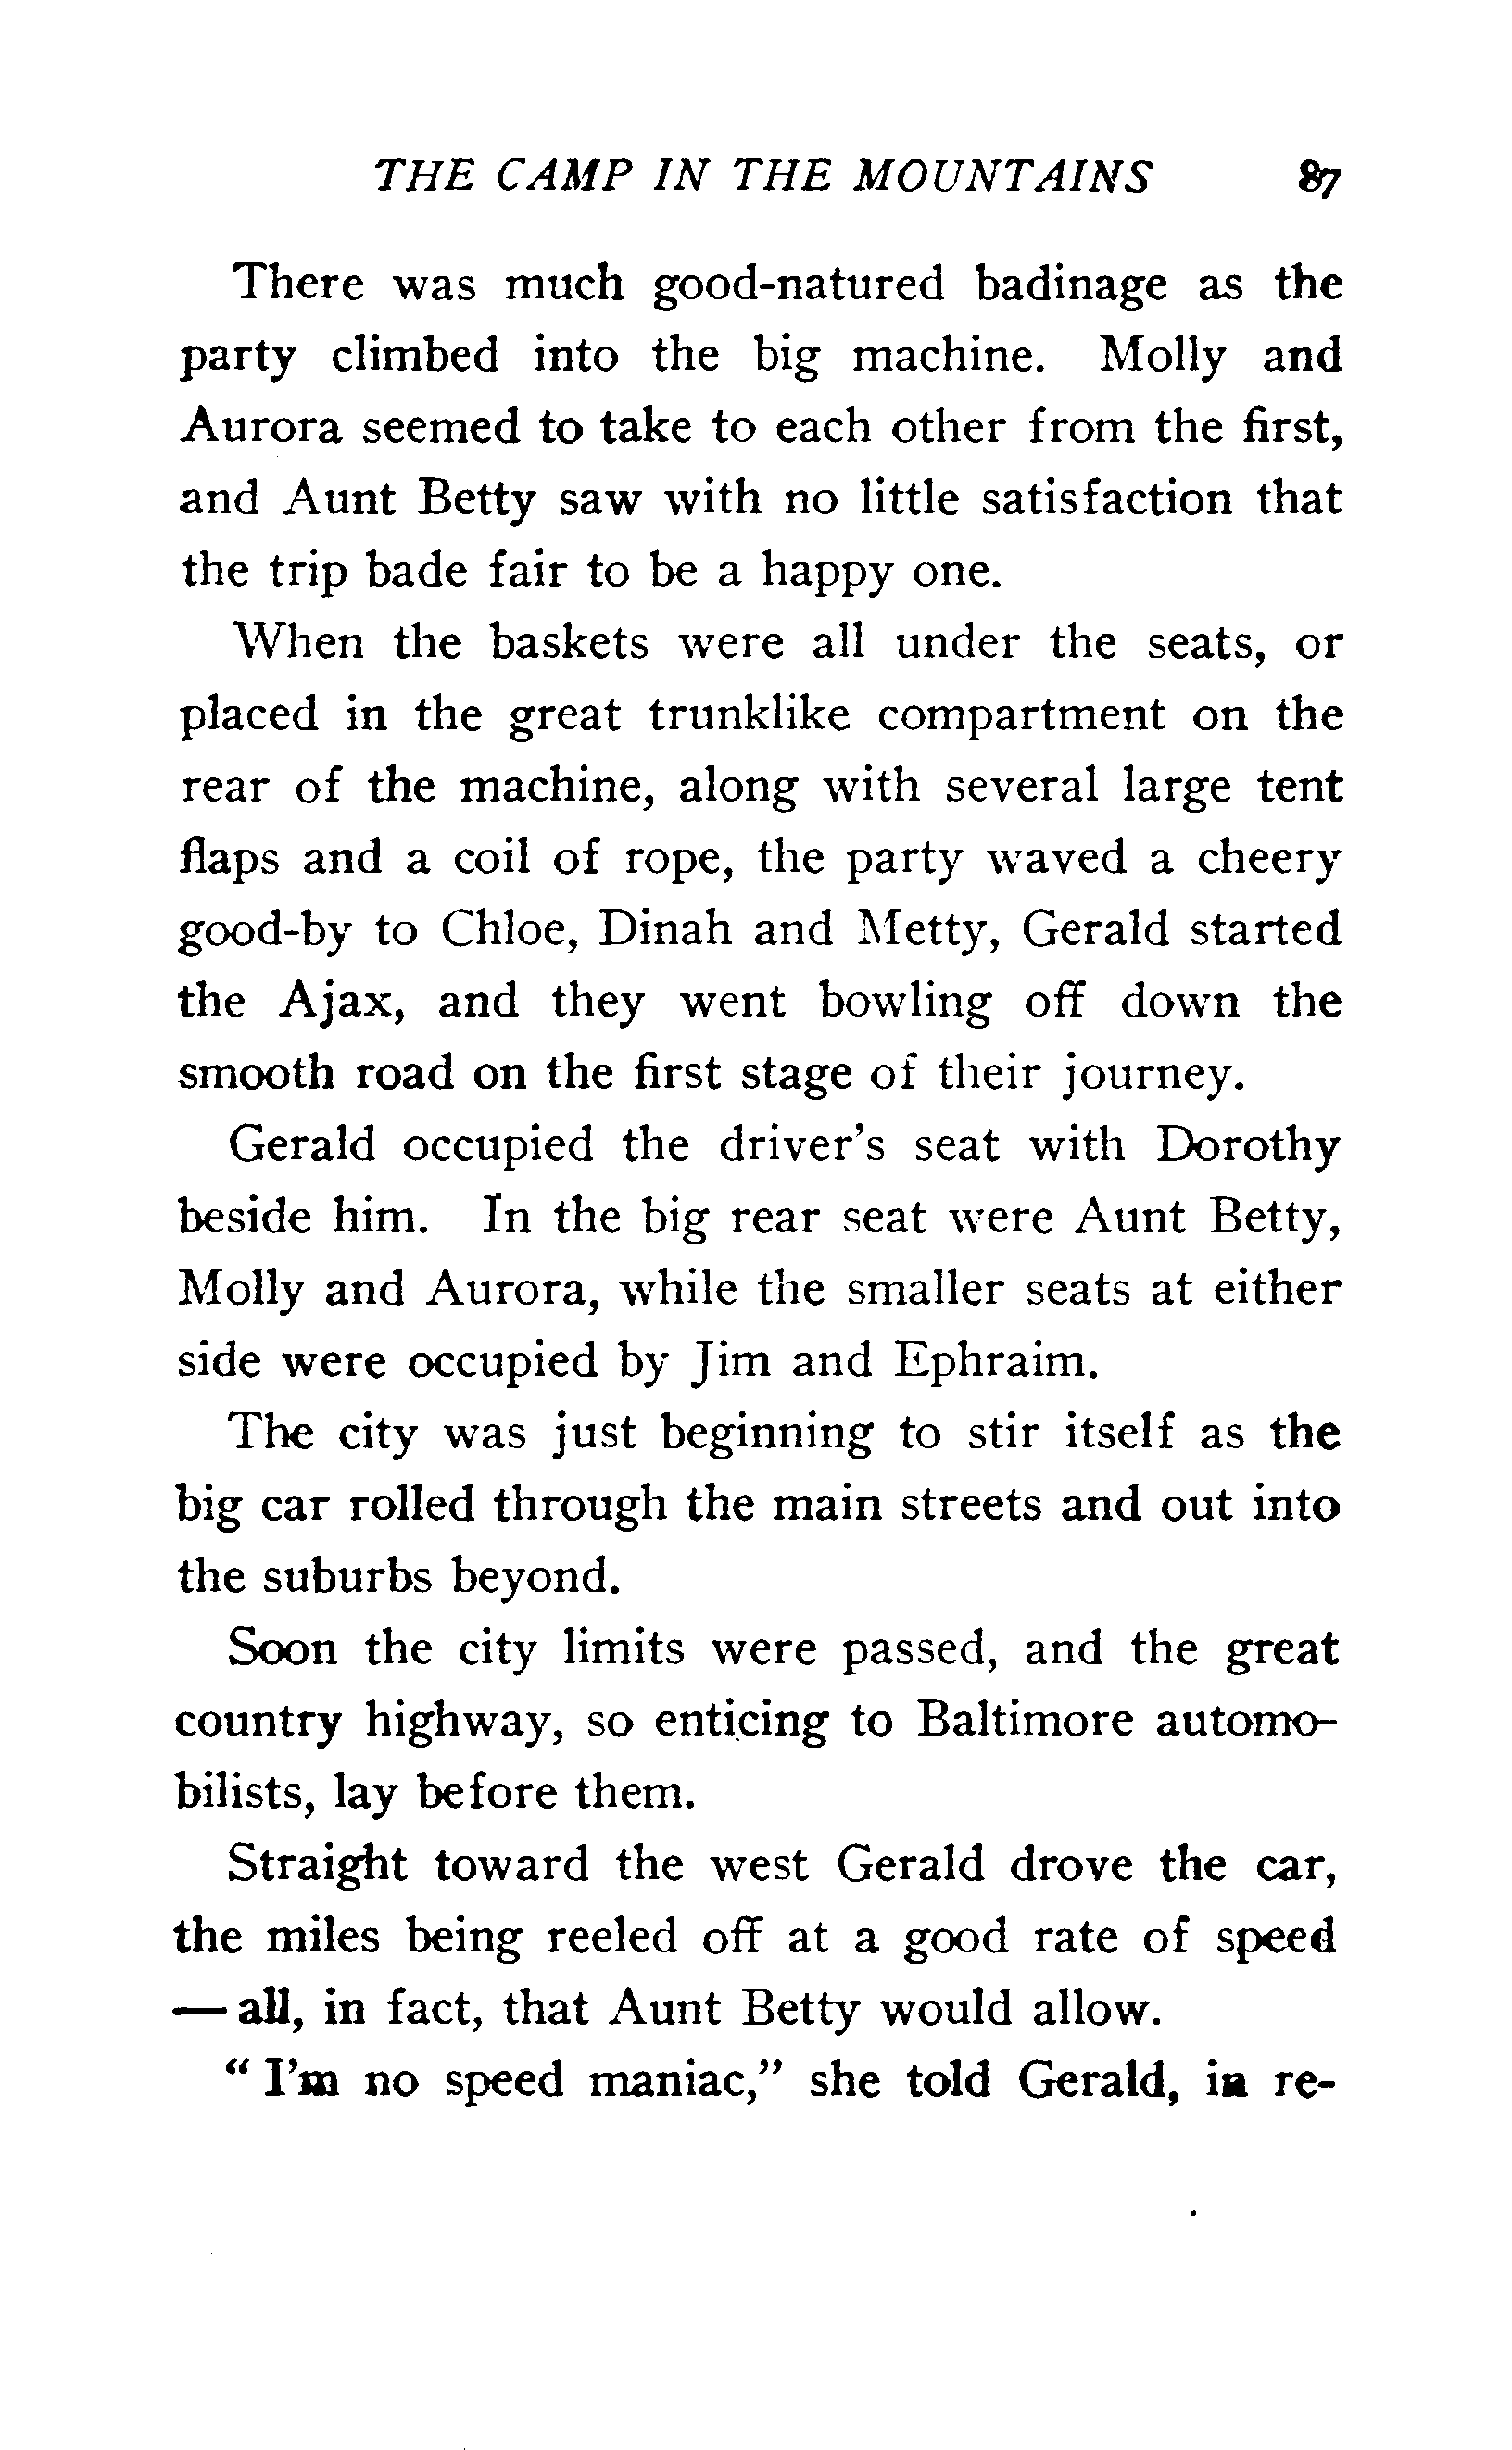 THE CAMP IN THE MOUNTAINS 87
There was much good-natured badinage as the
party climbed into the big machine. Molly and
Aurora seemed to take to each other from the first,
and Aunt Betty saw with no little satisfaction that
the trip bade fair to be a happy one.
When the baskets were all under the seats, or
placed in the great trunklike compartment on the
rear of the machine, along with several large tent
flaps and a coil of rope, the party waved a cheery
good-by to Chloe, Dinah and Metty, Gerald started
the Ajax, and they went bowling off down the
smooth road on the first stage of their journey.
Gerald occupied the driver's seat with Dorothy
beside him. In the big rear seat were Aunt Betty,
Molly and Aurora, while the smaller seats at either
side were occupied by Jim and Ephraim.
The city was just beginning to stir itself as the
big car rolled through the main streets and out into
the suburbs beyond.
Soon the city limits were passed, and the great
country highway, so enticing to Baltimore automo-
bilists, lay before them.
Straight toward the west Gerald drove the car,
the miles being reeled off at a good rate of speed
— all, in fact, that Aunt Betty would allow.
" I'm no speed maniac," she told Gerald, in re-